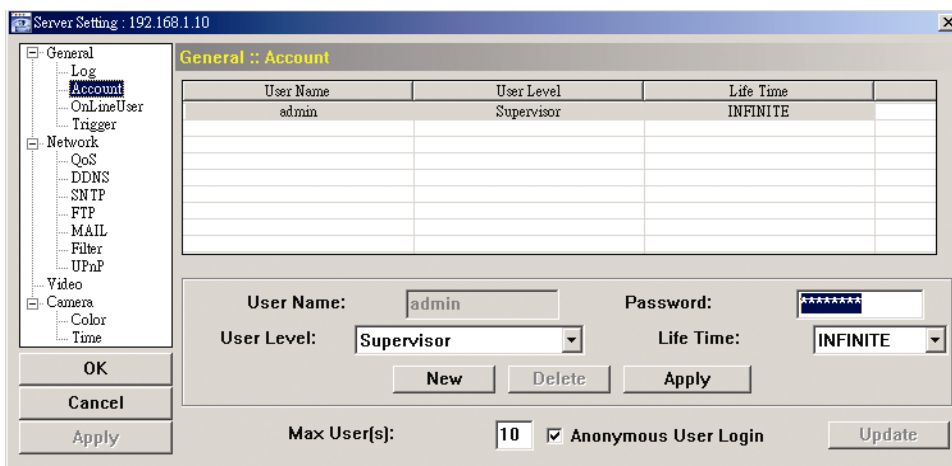 Server Setting : 192.168.1.10
General
Log
Account
OnLineUser
Trigger
Network
QoS
DDNS
SNTP
FTP
MAIL
Filter
UPnP
Video
Camera
Color
Time
OK
Cancel
Apply
General :: Account
User Name User Level Life Time
admin Supervisor INFINITE
User Name: admin Password: ********
User Level: Supervisor Life Time: INFINITE
New Delete Apply
Max User(s): 10 Anonymous User Login Update